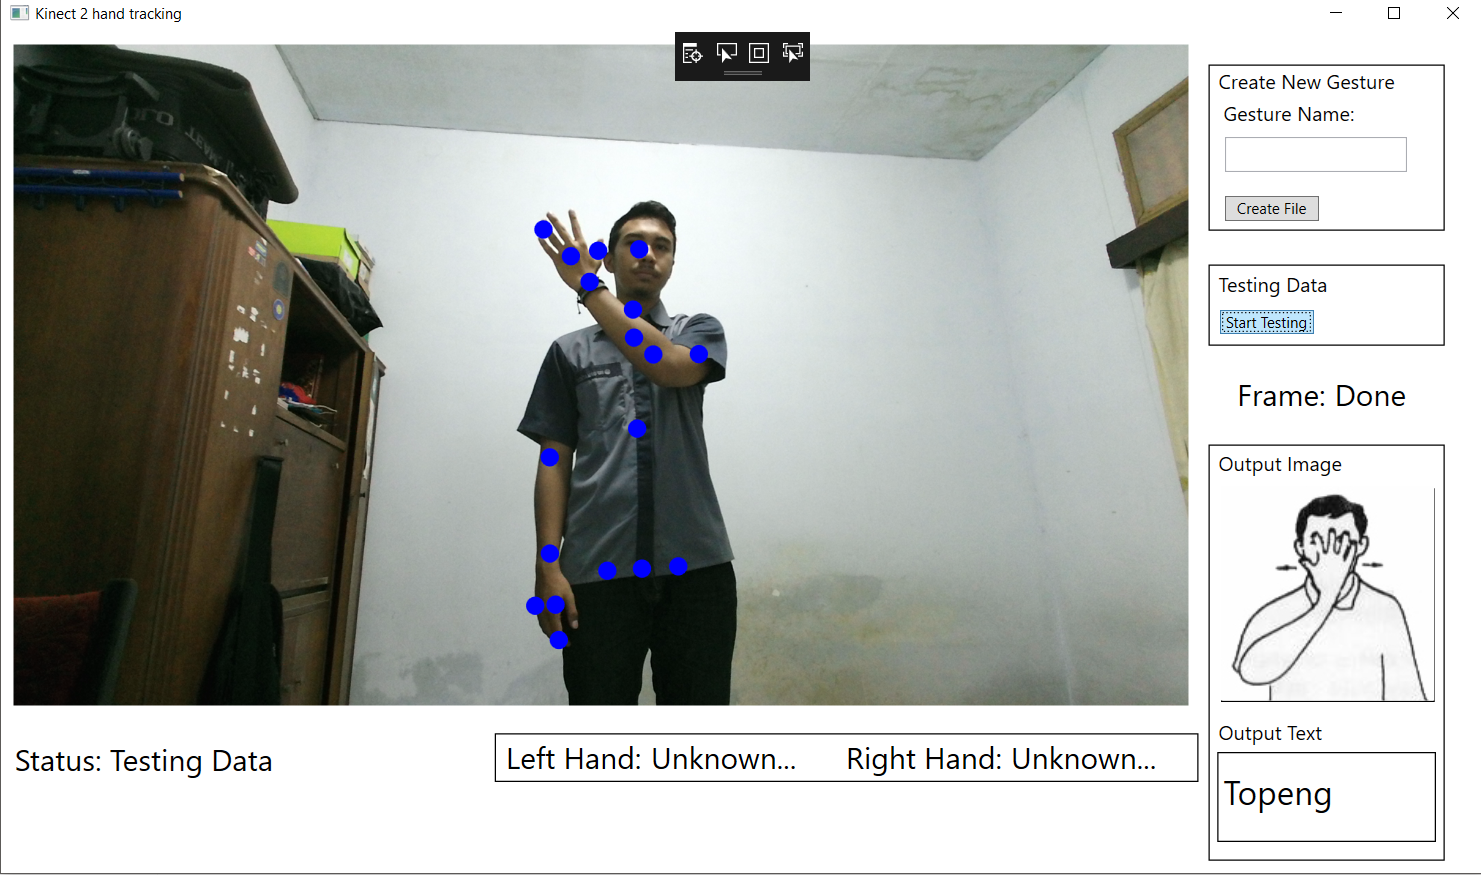 Kinect 2 hand tracking
Create New Gesture
Gesture Name:
Create File
Testing Data
Start Testing
Frame: Done
Output Image
Output Text
Topeng
Status: Testing Data
Left Hand: Unknown...
Right Hand: Unknown...